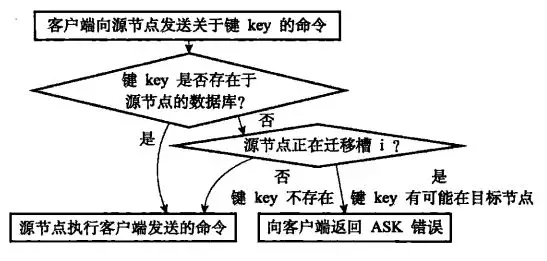 客户端向源节点发送关于键 key 的命令
键 key 是否存在于
源节点的数据库?
否
是
源节点正在迁移槽 i ?
否
是
键 key 不存在
键 key 有可能在目标节点
源节点执行客户端发送的命令
向客户端返回 ASK 错误